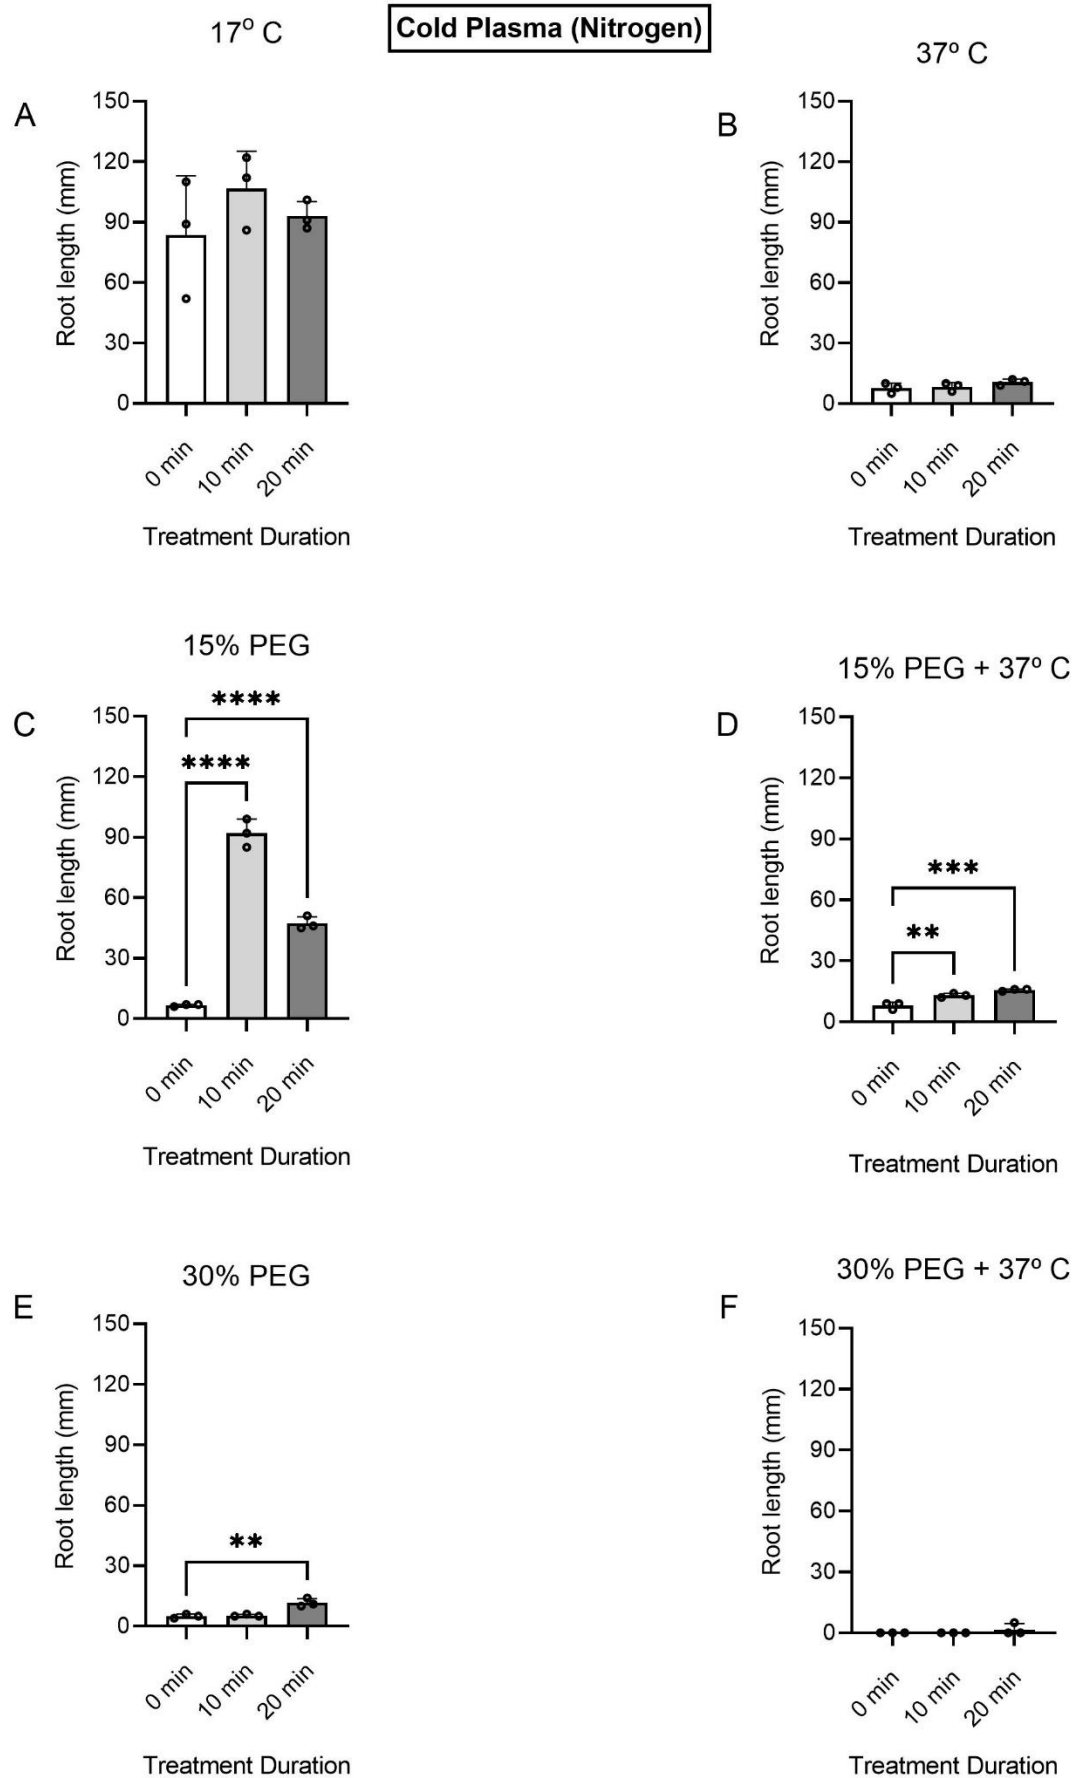 Cold Plasma (Nitrogen)
17º C
A
Root length (mm)
150
120
90
60
30
0
0 min
10 min
20 min
Treatment Duration
37º C
B
Root length (mm)
150
120
90
60
30
0
0 min
10 min
20 min
Treatment Duration
15% PEG
C
****
****
Root length (mm)
150
120
90
60
30
0
0 min
10 min
20 min
Treatment Duration
15% PEG + 37º C
D
***
**
Root length (mm)
150
120
90
60
30
0
0 min
10 min
20 min
Treatment Duration
30% PEG
E
**
Root length (mm)
150
120
90
60
30
0
0 min
10 min
20 min
Treatment Duration
30% PEG + 37º C
F
Root length (mm)
150
120
90
60
30
0
0 min
10 min
20 min
Treatment Duration